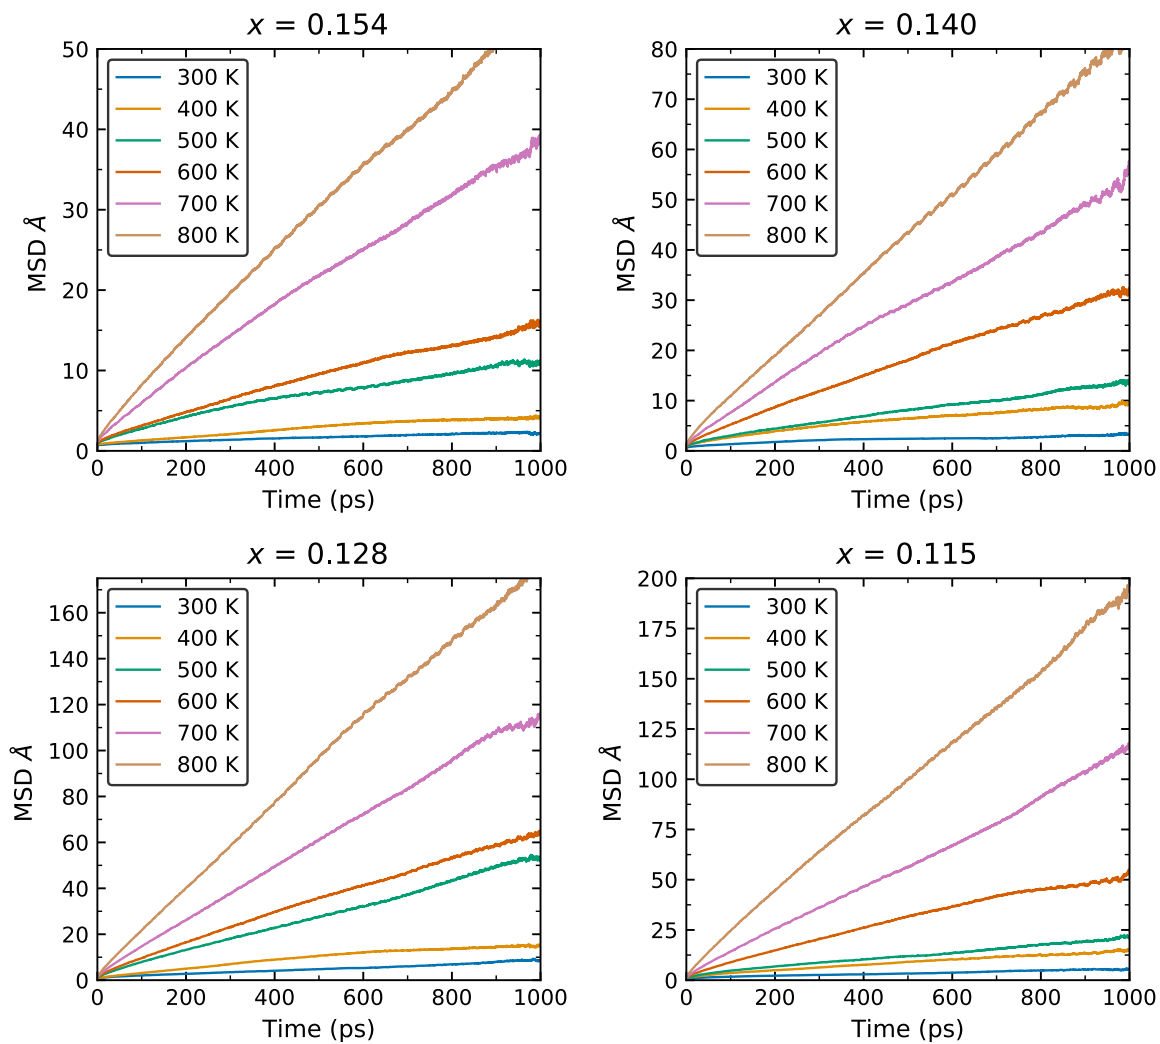 x = 0.154
50
40
30
20
10
0
MSD Å
300 K
400 K
500 K
600 K
700 K
800 K
0 200 400 600 800 1000
Time (ps)
x = 0.140
80
70
60
50
40
30
20
10
0
MSD Å
300 K
400 K
500 K
600 K
700 K
800 K
0 200 400 600 800 1000
Time (ps)
x = 0.128
160
140
120
100
80
60
40
20
0
MSD Å
300 K
400 K
500 K
600 K
700 K
800 K
0 200 400 600 800 1000
Time (ps)
x = 0.115
200
175
150
125
100
75
50
25
0
MSD Å
300 K
400 K
500 K
600 K
700 K
800 K
0 200 400 600 800 1000
Time (ps)